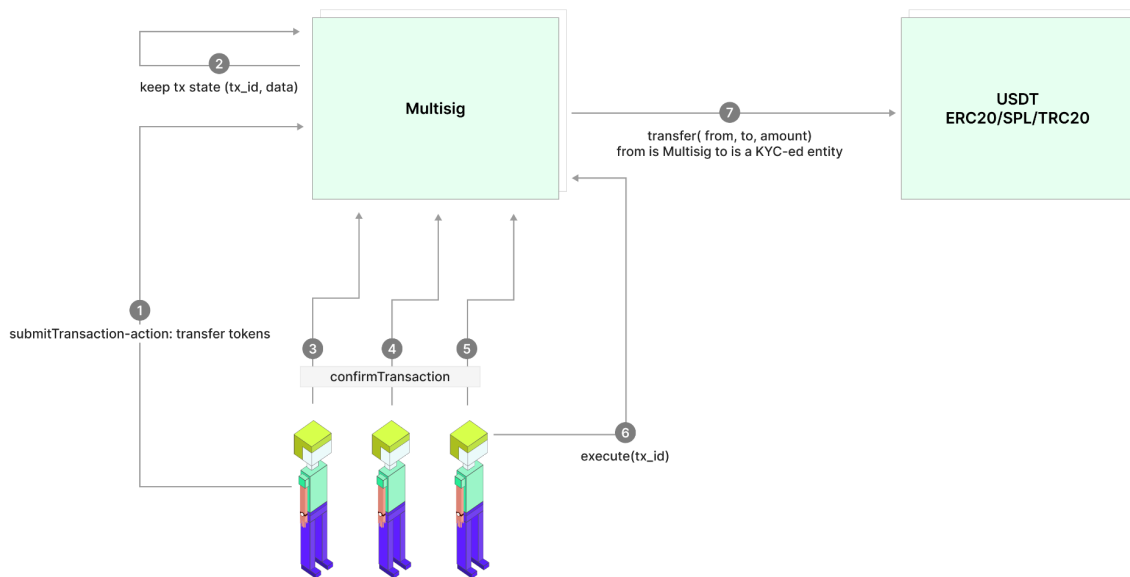 2
keep tx state (tx_id, data)
Multisig
7
transfer( from, to, amount)
from is Multisig to is a KYC-ed entity
USDT
ERC20/SPL/TRC20
1
submitTransaction-action: transfer tokens
3
4
5
confirmTransaction
6
execute(tx_id)